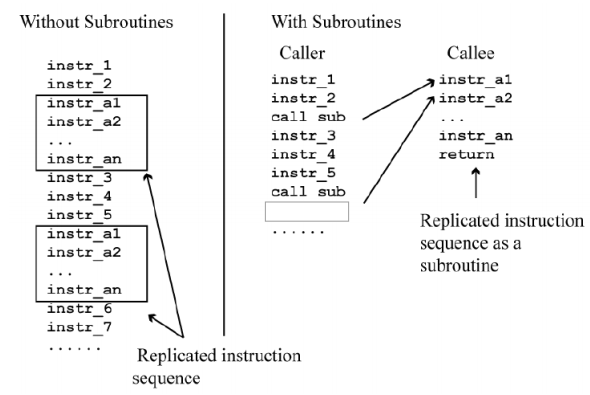 Without Subroutines
instr_1
instr_2
instr_a1
instr_a2
...
instr_an
instr_3
instr_4
instr_5
instr_a1
instr_a2
...
instr_an
instr_6
instr_7
......
Replicated instruction
sequence
With Subroutines
Caller
instr_1
instr_2
call sub
instr_3
instr_4
instr_5
call sub
......
Callee
instr_a1
instr_a2
...
instr_an
return
Replicated instruction
sequence as a
subroutine